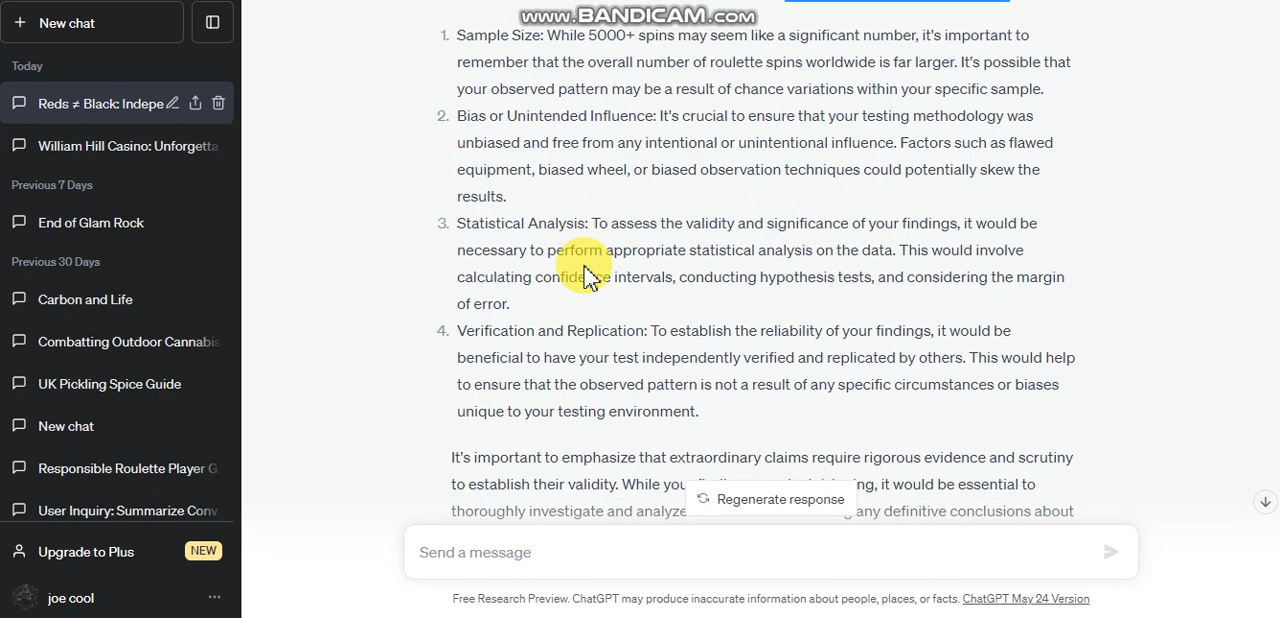 www.BANDICAM.com
New chat
Today
Reds ≠ Black: Indepe
William Hill Casino: Unforgetta
Previous 7 Days
End of Glam Rock
Previous 30 Days
Carbon and Life
Combatting Outdoor Cannabis
UK Pickling Spice Guide
New chat
Responsible Roulette Player G
User Inquiry: Summarize Conv
Upgrade to Plus NEW
joe cool
1. Sample Size: While 5000+ spins may seem like a significant number, it's important to
remember that the overall number of roulette spins worldwide is far larger. It's possible that
your observed pattern may be a result of chance variations within your specific sample.
2. Bias or Unintended Influence: It's crucial to ensure that your testing methodology was
unbiased and free from any intentional or unintentional influence. Factors such as flawed
equipment, biased wheel, or biased observation techniques could potentially skew the
results.
3. Statistical Analysis: To assess the validity and significance of your findings, it would be
necessary to perform appropriate statistical analysis on the data. This would involve
calculating confidence intervals, conducting hypothesis tests, and considering the margin
of error.
4. Verification and Replication: To establish the reliability of your findings, it would be
beneficial to have your test independently verified and replicated by others. This would help
to ensure that the observed pattern is not a result of any specific circumstances or biases
unique to your testing environment.
It's important to emphasize that extraordinary claims require rigorous evidence and scrutiny
to establish their validity. While you, it would be essential to
thoroughly investigate and analyze any definitive conclusions about
Regenerate response
Send a message
Free Research Preview. ChatGPT may produce inaccurate information about people, places, or facts. ChatGPT May 24 Version